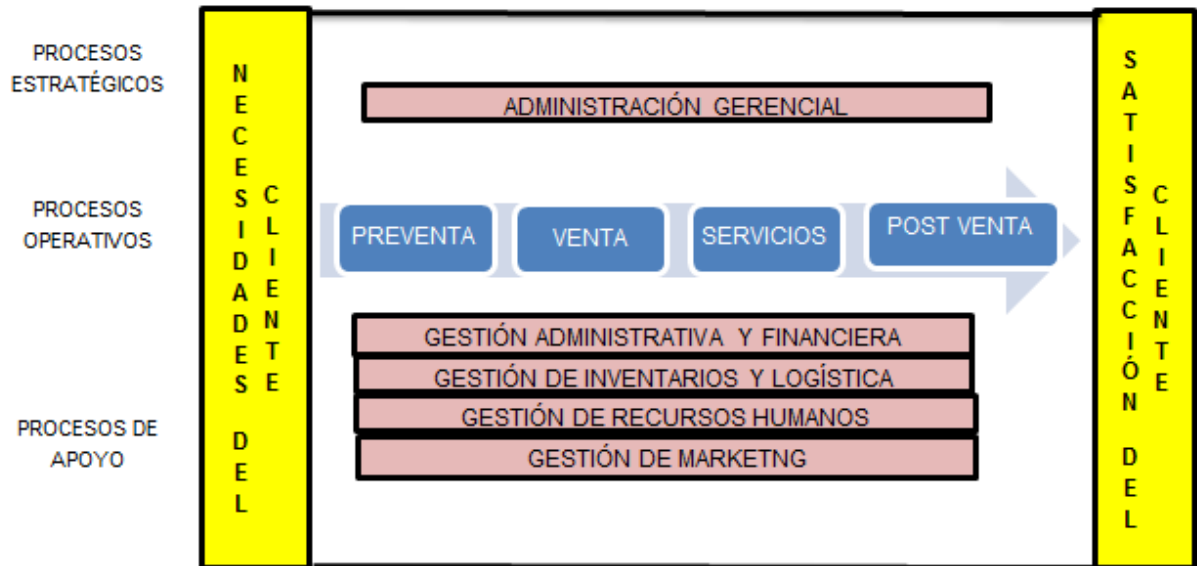 PROCESOS
ESTRATÉGICOS
NECESIDADES DEL
CLIENTE
ADMINISTRACIÓN GERENCIAL
PROCESOS
OPERATIVOS
PREVENTA
VENTA
SERVICIOS
POST VENTA
GESTIÓN ADMINISTRATIVA Y FINANCIERA
GESTIÓN DE INVENTARIOS Y LOGÍSTICA
GESTIÓN DE RECURSOS HUMANOS
GESTIÓN DE MARKETNG
PROCESOS DE
APOYO
SATISFACCIÓN DEL
CLIENTE